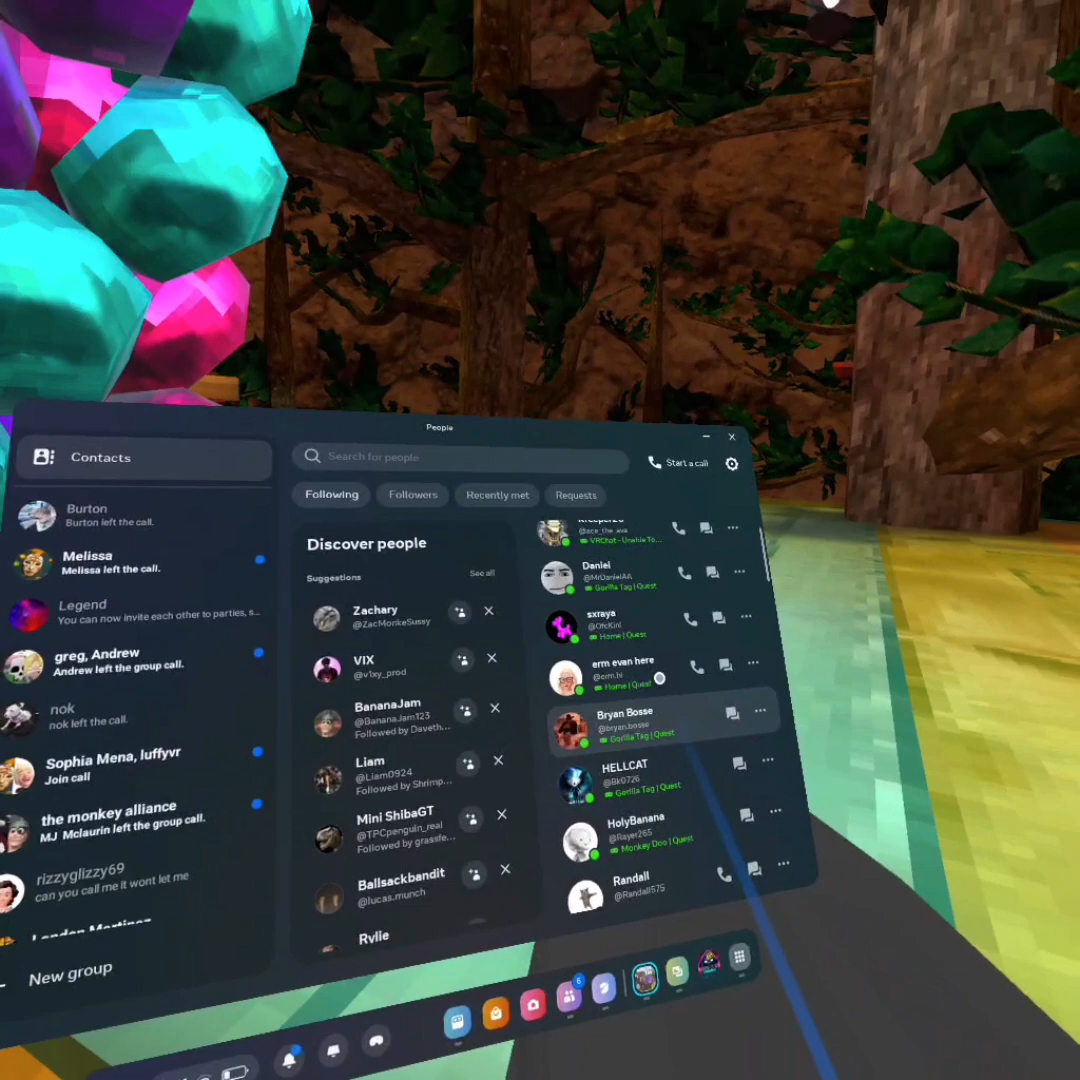 People
Contacts
Search for people
Start a call
Following
Followers
Recently met
Requests
Burton
Burton left the call.
Melissa
Melissa left the call.
Legend
You can now invite each other to parties, s...
greg, Andrew
Andrew left the group call.
nok
nok left the call.
Sophia Mena, luffyvr
Join call
the monkey alliance
MJ Mclaurin left the group call.
rizzyglizzy69
can you call me it wont let me
New group
Discover people
Suggestions
See all
Zachary
@ZacMonkeSussy
VIX
@v1xy_prod
BananaJam
@BananaJam123
Followed by Daveth...
Liam
@Liam0924
Followed by Shrimp...
Mini ShibaGT
@TPCpenguin_real
Followed by grassfe...
Ballsackbandit
@lucas.munch
Rylie
@ace_the_axe
VRChat - Unable To...
Daniel
@MrDanielAA
Gorilla Tag | Quest
sxraya
@OfcKini
Home | Quest
erm evan here
@erm.hi
Home | Quest
Bryan Bosse
@bryan.bosse
Gorilla Tag | Quest
HELLCAT
@Bk0726
Gorilla Tag | Quest
HolyBanana
@Rayer265
Monkey Doo | Quest
Randall
@Randall575
6